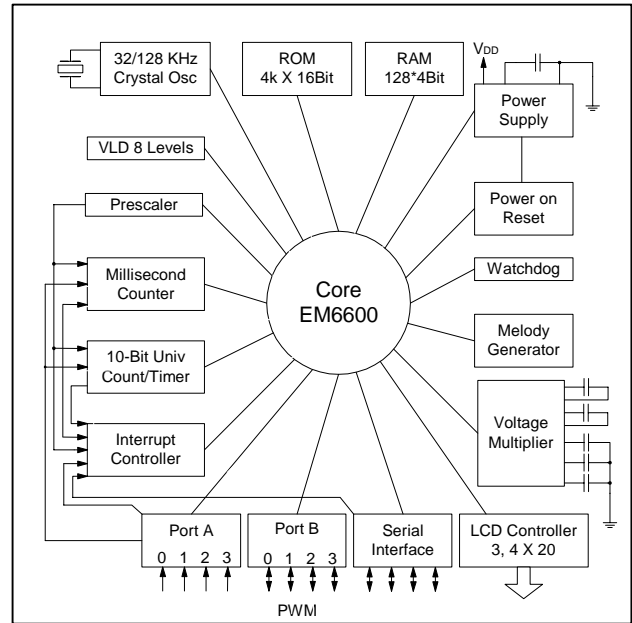 32/128 KHz
Crystal Osc
ROM
4k X 16Bit
RAM
128*4Bit
VDD
Power
Supply
VLD 8 Levels
Prescaler
Power on
Reset
Millisecond
Counter
Core
EM6600
Watchdog
10-Bit Univ
Count/Timer
Melody
Generator
Interrupt
Controller
Voltage
Multiplier
Port A
0 1 2 3
Port B
0 1 2 3
Serial
Interface
LCD Controller
3, 4 X 20
PWM